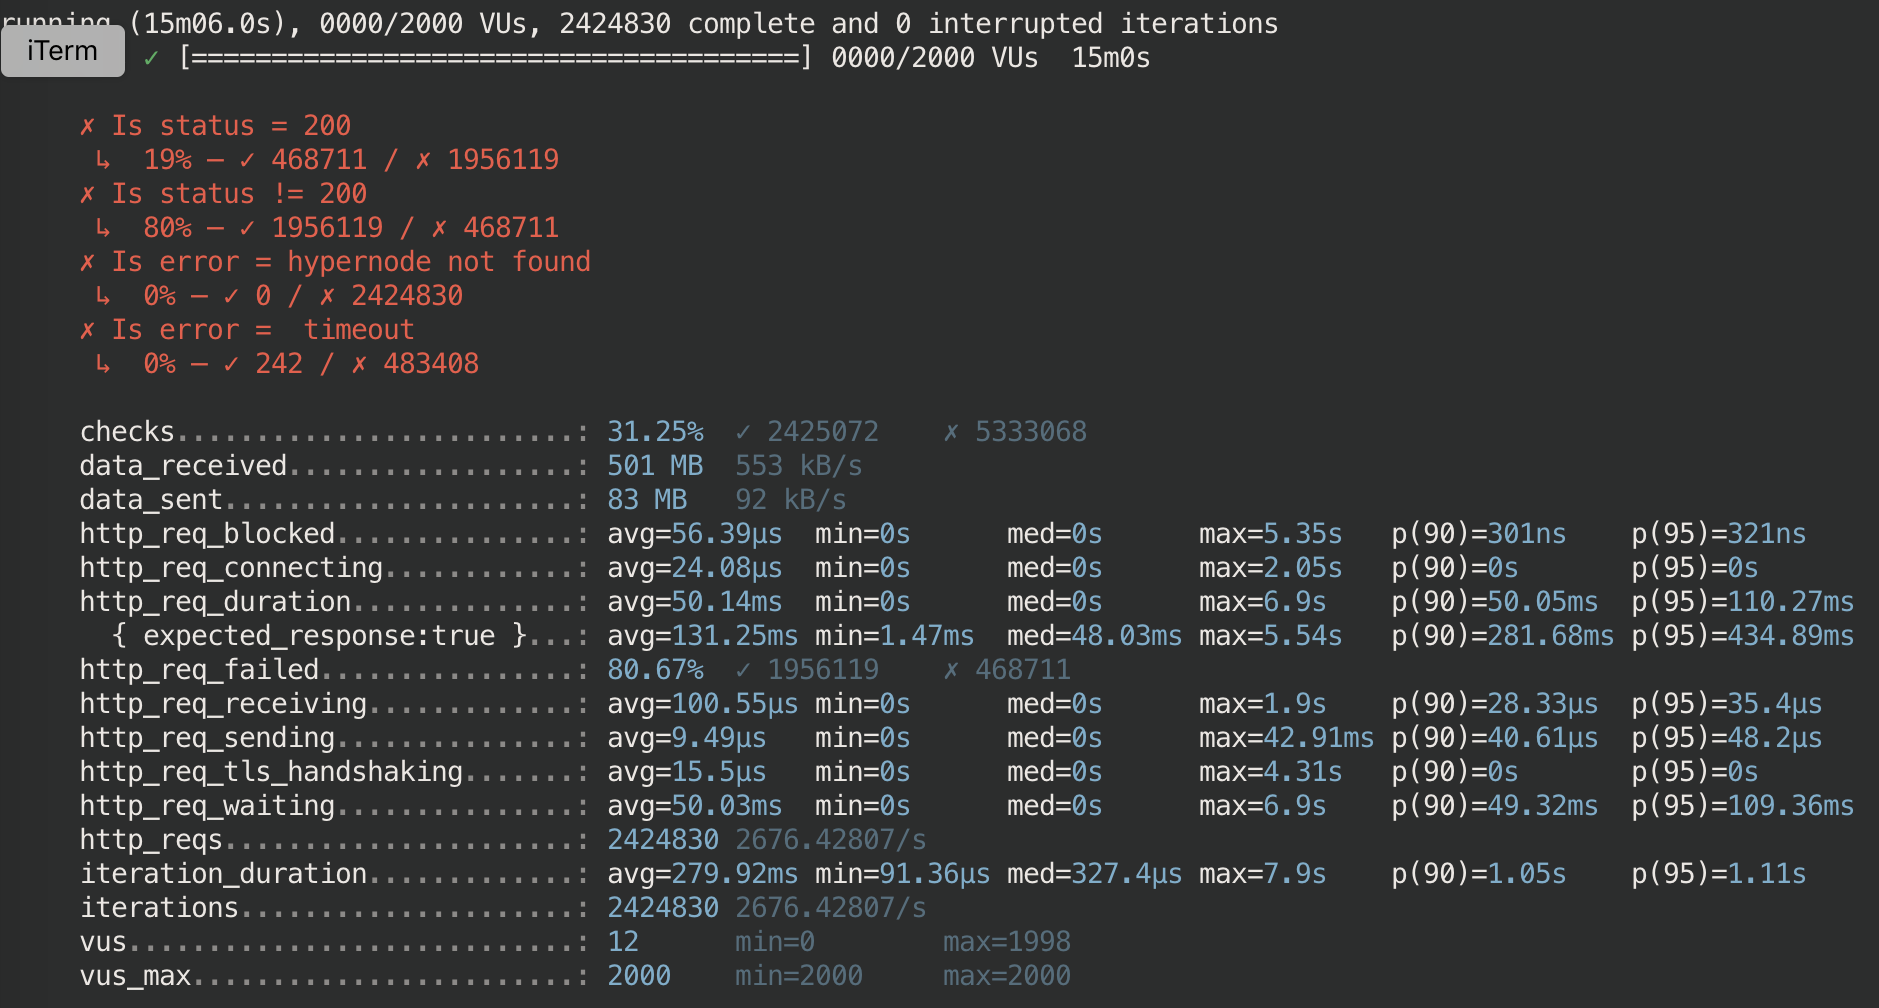 running (15m06.0s), 0000/2000 VUs, 2424830 complete and 0 interrupted iterations
iTerm
✓ [======================================] 0000/2000 VUs  15m0s
✗ Is status = 200
↳  19% — ✓ 468711 / ✗ 1956119
✗ Is status != 200
↳  80% — ✓ 1956119 / ✗ 468711
✗ Is error = hypernode not found
↳  0% — ✓ 0 / ✗ 2424830
✗ Is error =  timeout
↳  0% — ✓ 242 / ✗ 483408
checks.........................: 31.25%  ✓ 2425072    ✗ 5333068
data_received..................: 501 MB  553 kB/s
data_sent......................: 83 MB   92 kB/s
http_req_blocked...............: avg=56.39µs  min=0s      med=0s      max=5.35s   p(90)=301ns    p(95)=321ns
http_req_connecting............: avg=24.08µs  min=0s      med=0s      max=2.05s   p(90)=0s       p(95)=0s
http_req_duration..............: avg=50.14ms  min=0s      med=0s      max=6.9s    p(90)=50.05ms  p(95)=110.27ms
{ expected_response:true }...: avg=131.25ms min=1.47ms  med=48.03ms max=5.54s   p(90)=281.68ms p(95)=434.89ms
http_req_failed................: 80.67%  ✓ 1956119    ✗ 468711
http_req_receiving.............: avg=100.55µs min=0s      med=0s      max=1.9s    p(90)=28.33µs  p(95)=35.4µs
http_req_sending...............: avg=9.49µs   min=0s      med=0s      max=42.91ms p(90)=40.61µs  p(95)=48.2µs
http_req_tls_handshaking.......: avg=15.5µs   min=0s      med=0s      max=4.31s   p(90)=0s       p(95)=0s
http_req_waiting...............: avg=50.03ms  min=0s      med=0s      max=6.9s    p(90)=49.32ms  p(95)=109.36ms
http_reqs......................: 2424830 2676.42807/s
iteration_duration.............: avg=279.92ms min=91.36µs med=327.4µs max=7.9s    p(90)=1.05s    p(95)=1.11s
iterations.....................: 2424830 2676.42807/s
vus............................: 12      min=0        max=1998
vus_max........................: 2000    min=2000     max=2000